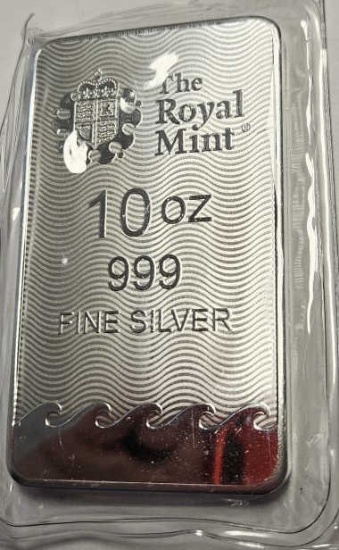 The
Royal
Mint®
10 oz
999
FINE SILVER